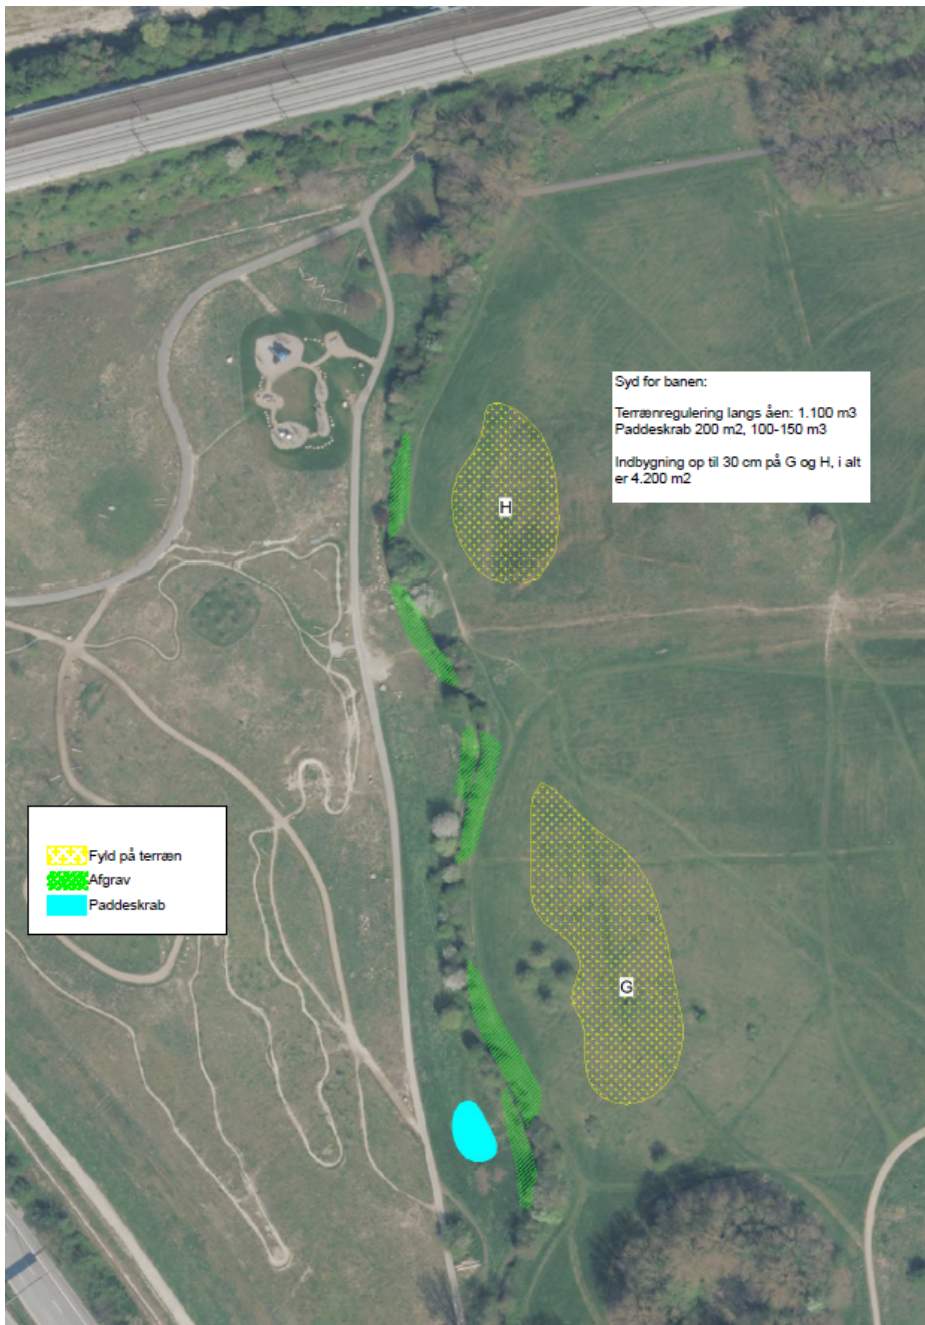 Syd for banen:
Terrænregulering langs åen: 1.100 m3
Paddeskrab 200 m2, 100-150 m3
Indbygning op til 30 cm på G og H, i alt
er 4.200 m2
H
Fyld på terræn
Afgrav
Paddeskrab
G